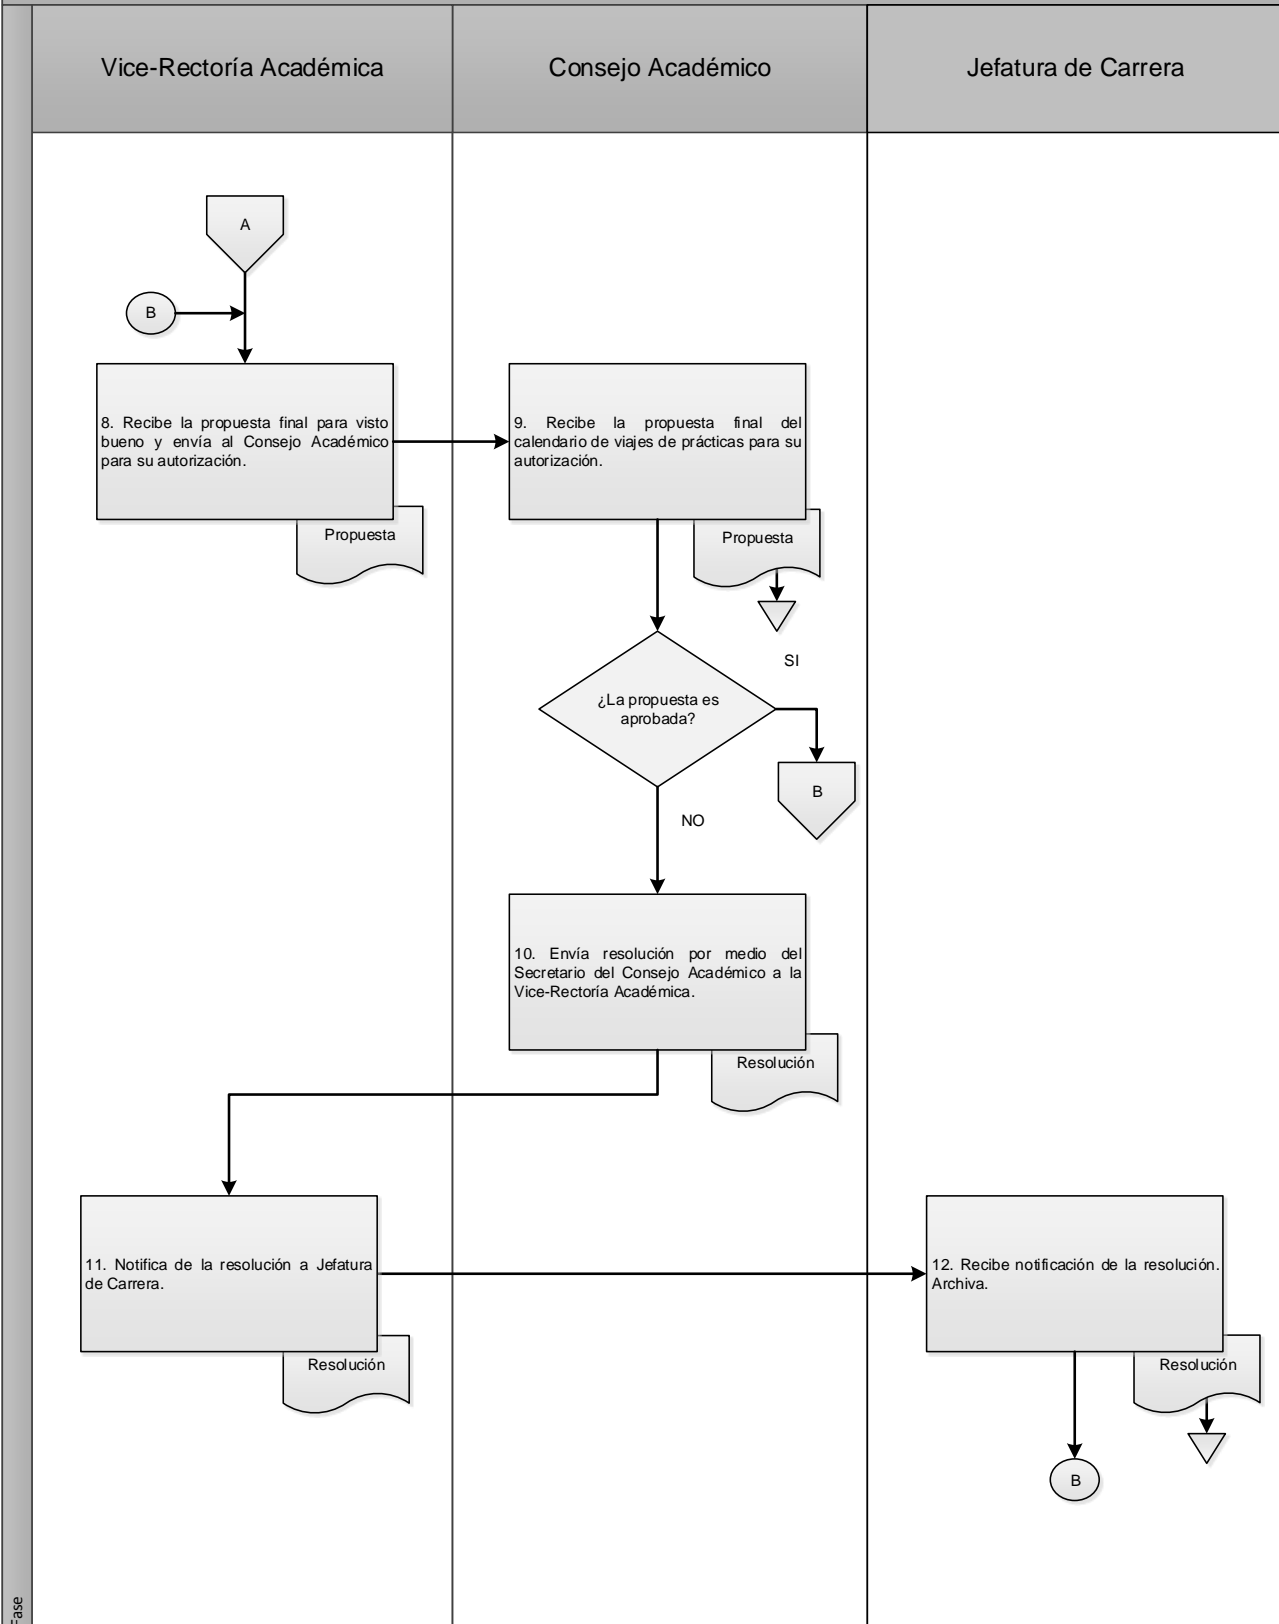 Vice-Rectoría Académica
Consejo Académico
Jefatura de Carrera
A
B
8. Recibe la propuesta final para visto
bueno y envía al Consejo Académico
para su autorización.
Propuesta
9. Recibe la propuesta final del
calendario de viajes de prácticas para su
autorización.
Propuesta
SI
¿La propuesta es
aprobada?
B
NO
10. Envía resolución por medio del
Secretario del Consejo Académico a la
Vice-Rectoría Académica.
Resolución
11. Notifica de la resolución a Jefatura
de Carrera.
Resolución
12. Recibe notificación de la resolución.
Archiva.
Resolución
B
Fase